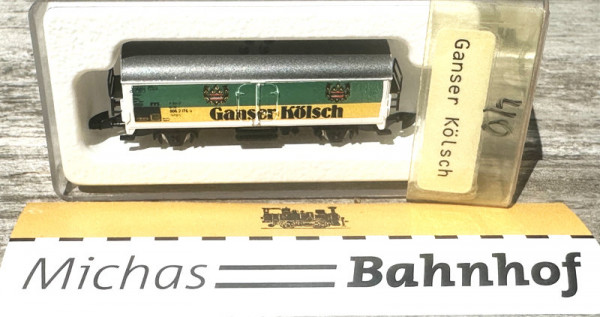 Ganser Kölsch
Ganser Kölsch
Michas Bahnhof